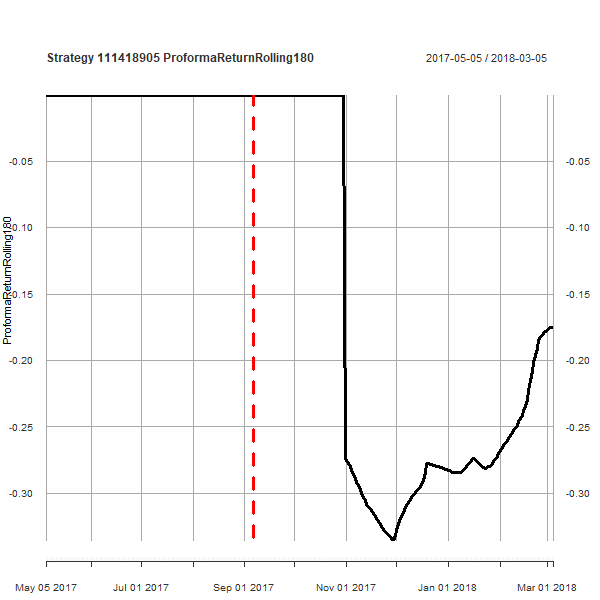 Strategy 111418905 ProformaReturnRolling180
2017-05-05 / 2018-03-05
ProformaReturnRolling180
-0.05
-0.10
-0.15
-0.20
-0.25
-0.30
-0.05
-0.10
-0.15
-0.20
-0.25
-0.30
May 05 2017
Jul 01 2017
Sep 01 2017
Nov 01 2017
Jan 01 2018
Mar 01 2018